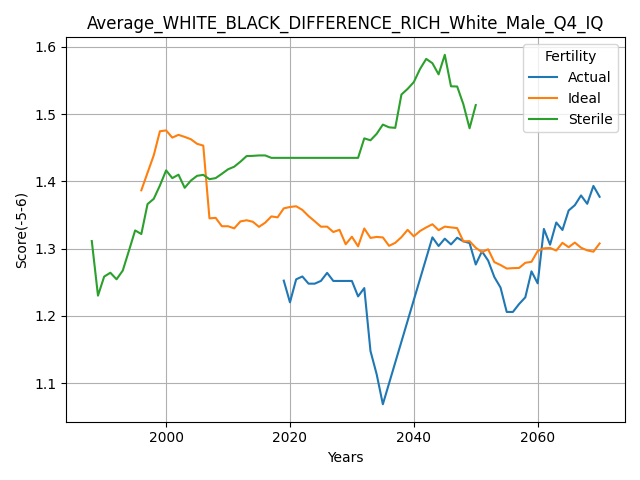 Average_WHITE_BLACK_DIFFERENCE_RICH_White_Male_Q4_IQ
Fertility
Actual
Ideal
Sterile
Score(-5-6)
1.6
1.5
1.4
1.3
1.2
1.1
2000
2020
2040
2060
Years